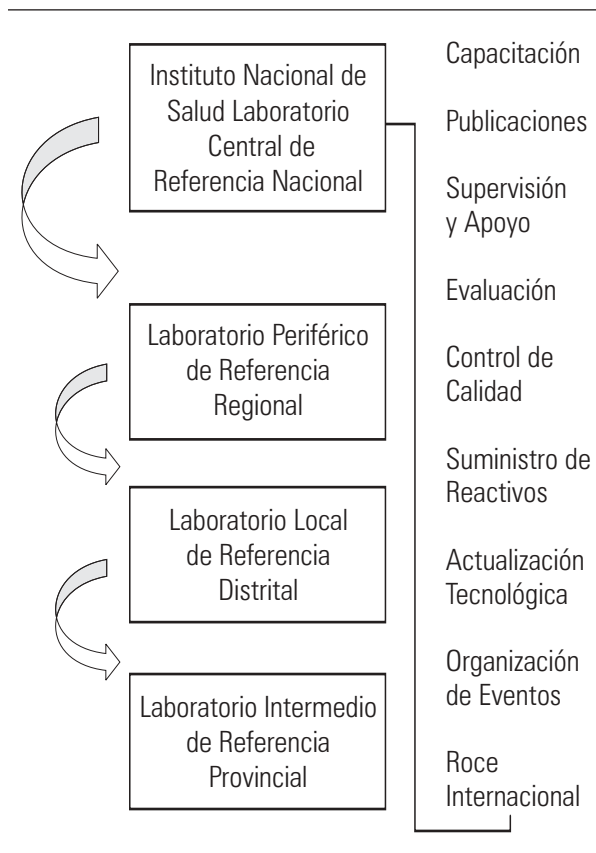 Instituto Nacional de
Salud Laboratorio
Central de
Referencia Nacional
Laboratorio Periférico
de Referencia
Regional
Laboratorio Local
de Referencia
Distrital
Laboratorio Intermedio
de Referencia
Provincial
Capacitación
Publicaciones
Supervisión
y Apoyo
Evaluación
Control de
Calidad
Suministro de
Reactivos
Actualización
Tecnológica
Organización
de Eventos
Roce
Internacional